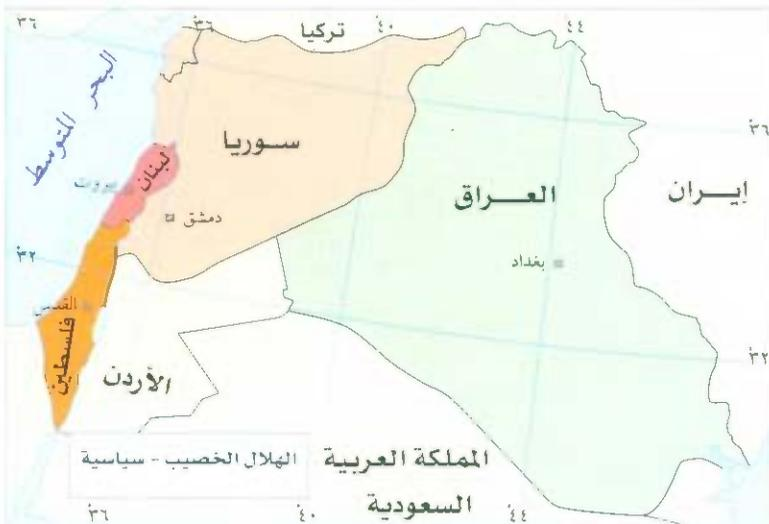 ٣٦
٣٦
تركيا
٤٠
٤٤
٣٦
البحر المتوسط
سوريا
لبنان
بيروت
دمشق
العراق
إيران
بغداد
٣٢
القدس
فلسطين
الأردن
٣٢
الهلال الخصيب - سياسية
المملكة العربية
السعودية
٣٦
٤٠
٤٤